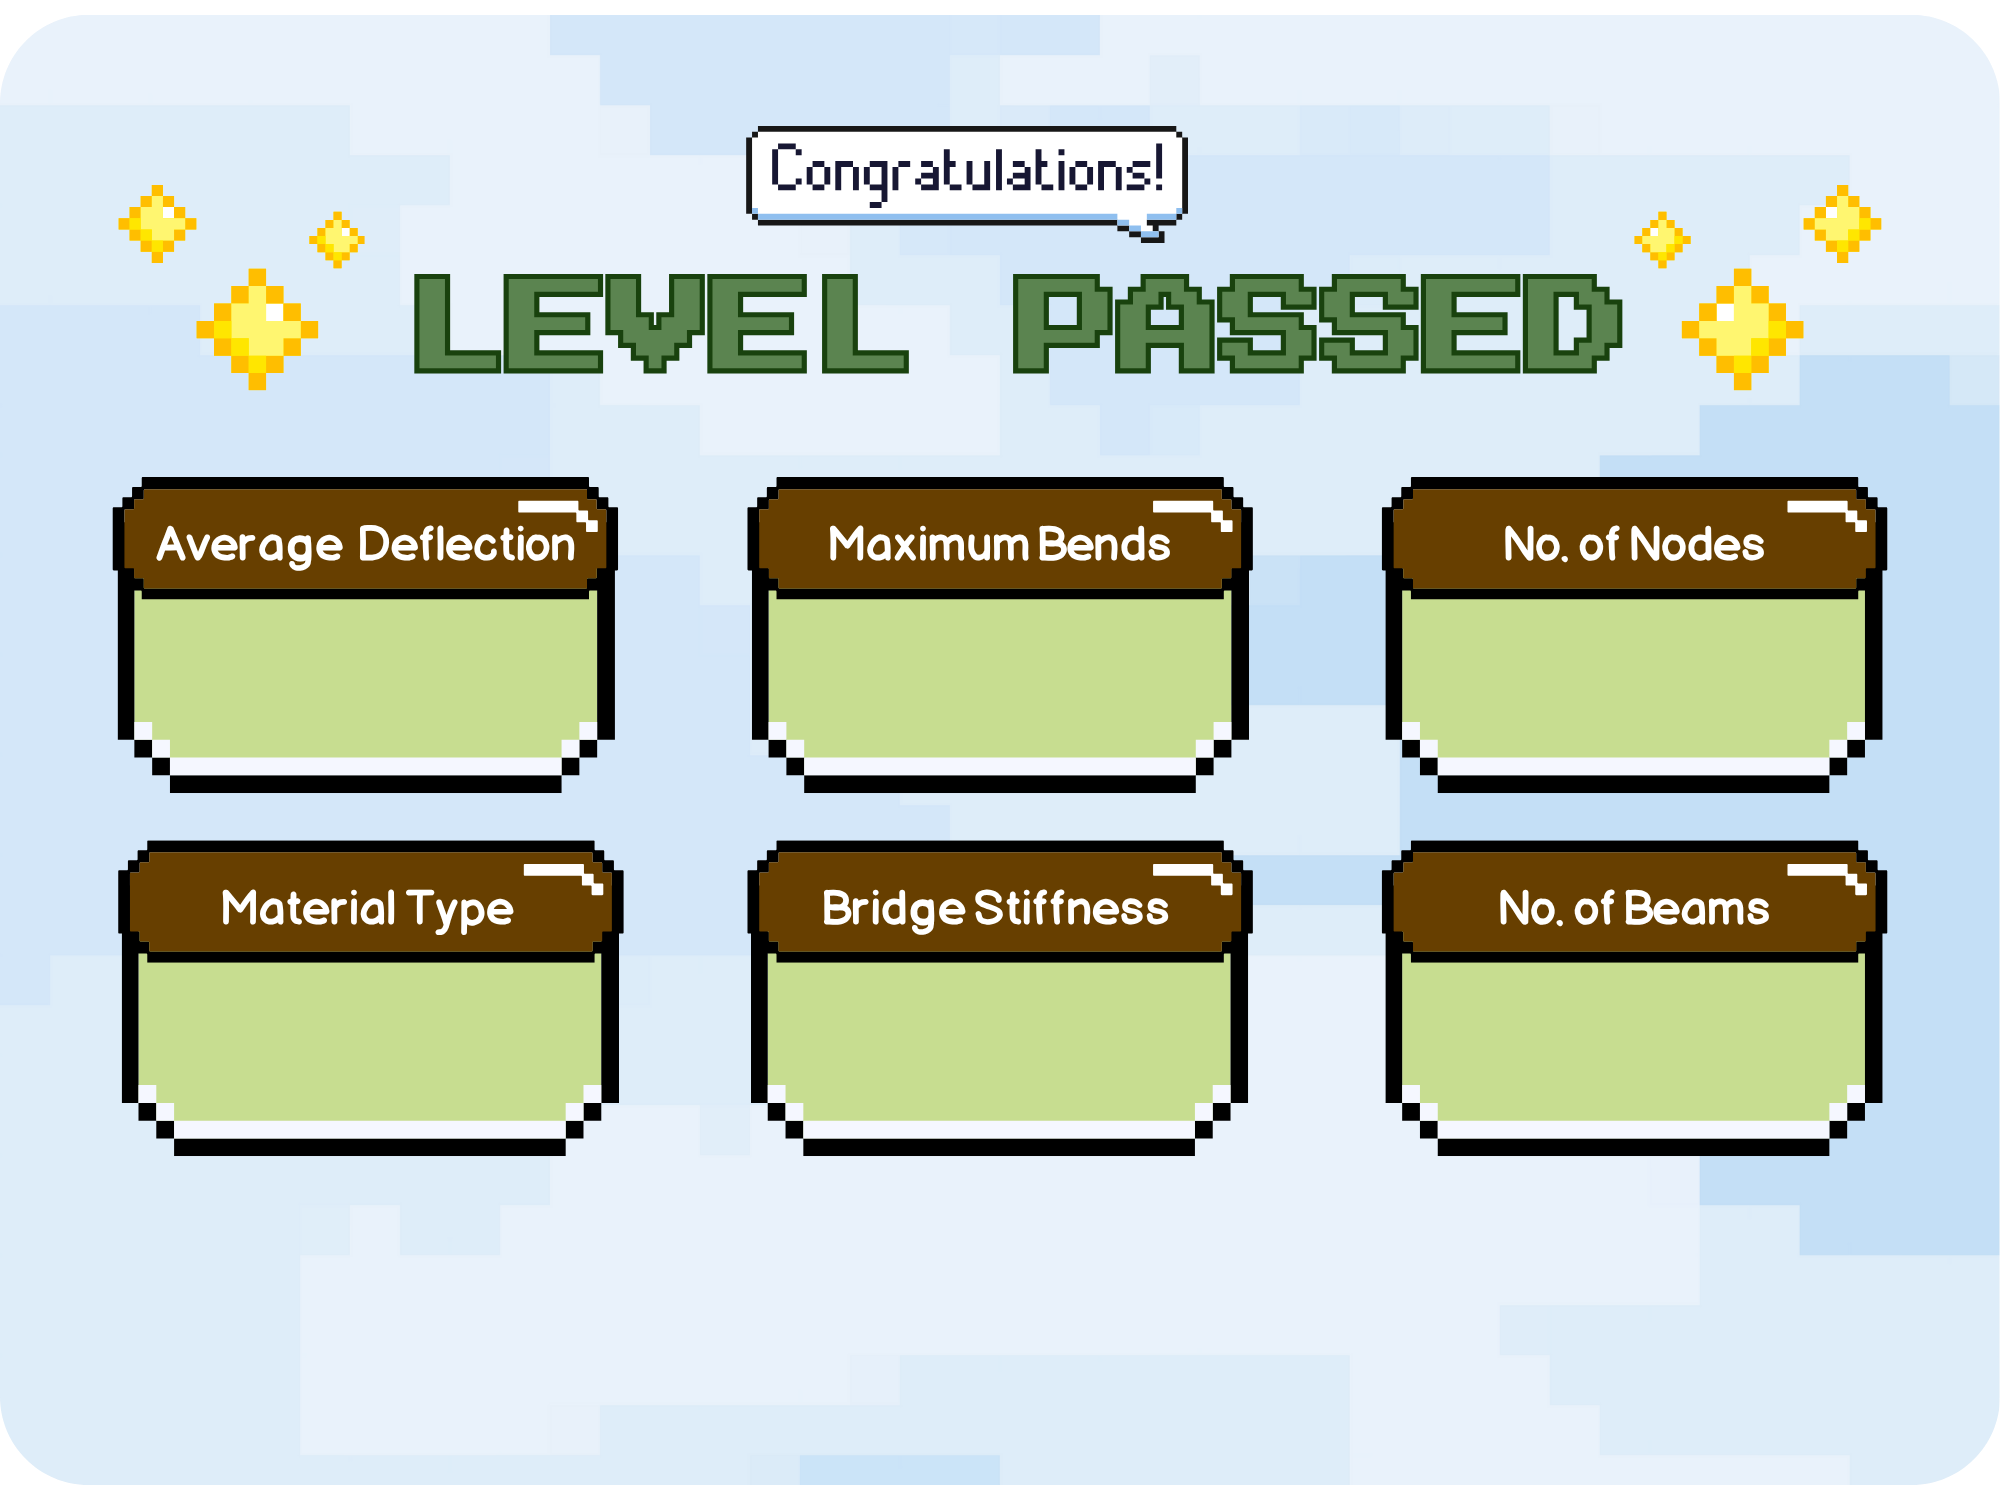 Congratulations!
LEVEL PASSED
Average Deflection
Maximum Bends
No. of Nodes
Material Type
Bridge Stiffness
No. of Beams